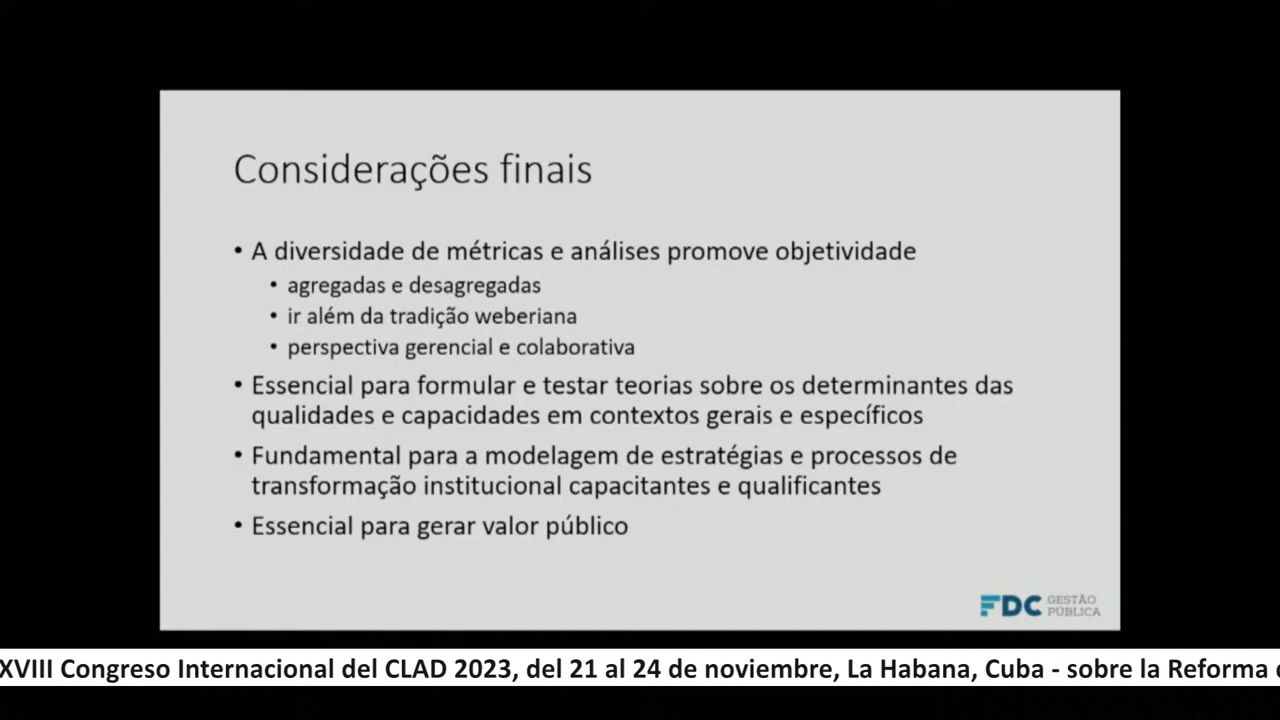 Considerações finais
• A diversidade de métricas e análises promove objetividade
• agregadas e desagregadas
• ir além da tradição weberiana
• perspectiva gerencial e colaborativa
• Essencial para formular e testar teorias sobre os determinantes das
qualidades e capacidades em contextos gerais e específicos
• Fundamental para a modelagem de estratégias e processos de
transformação institucional capacitantes e qualificantes
• Essencial para gerar valor público
FDC GESTÃO
PÚBLICA
XVIII Congreso Internacional del CLAD 2023, del 21 al 24 de noviembre, La Habana, Cuba - sobre la Reforma